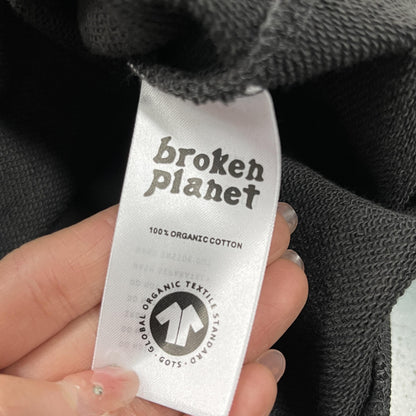 broken
planet
100% ORGANIC COTTON
GLOBAL ORGANIC TEXTILE STANDARD
GOTS